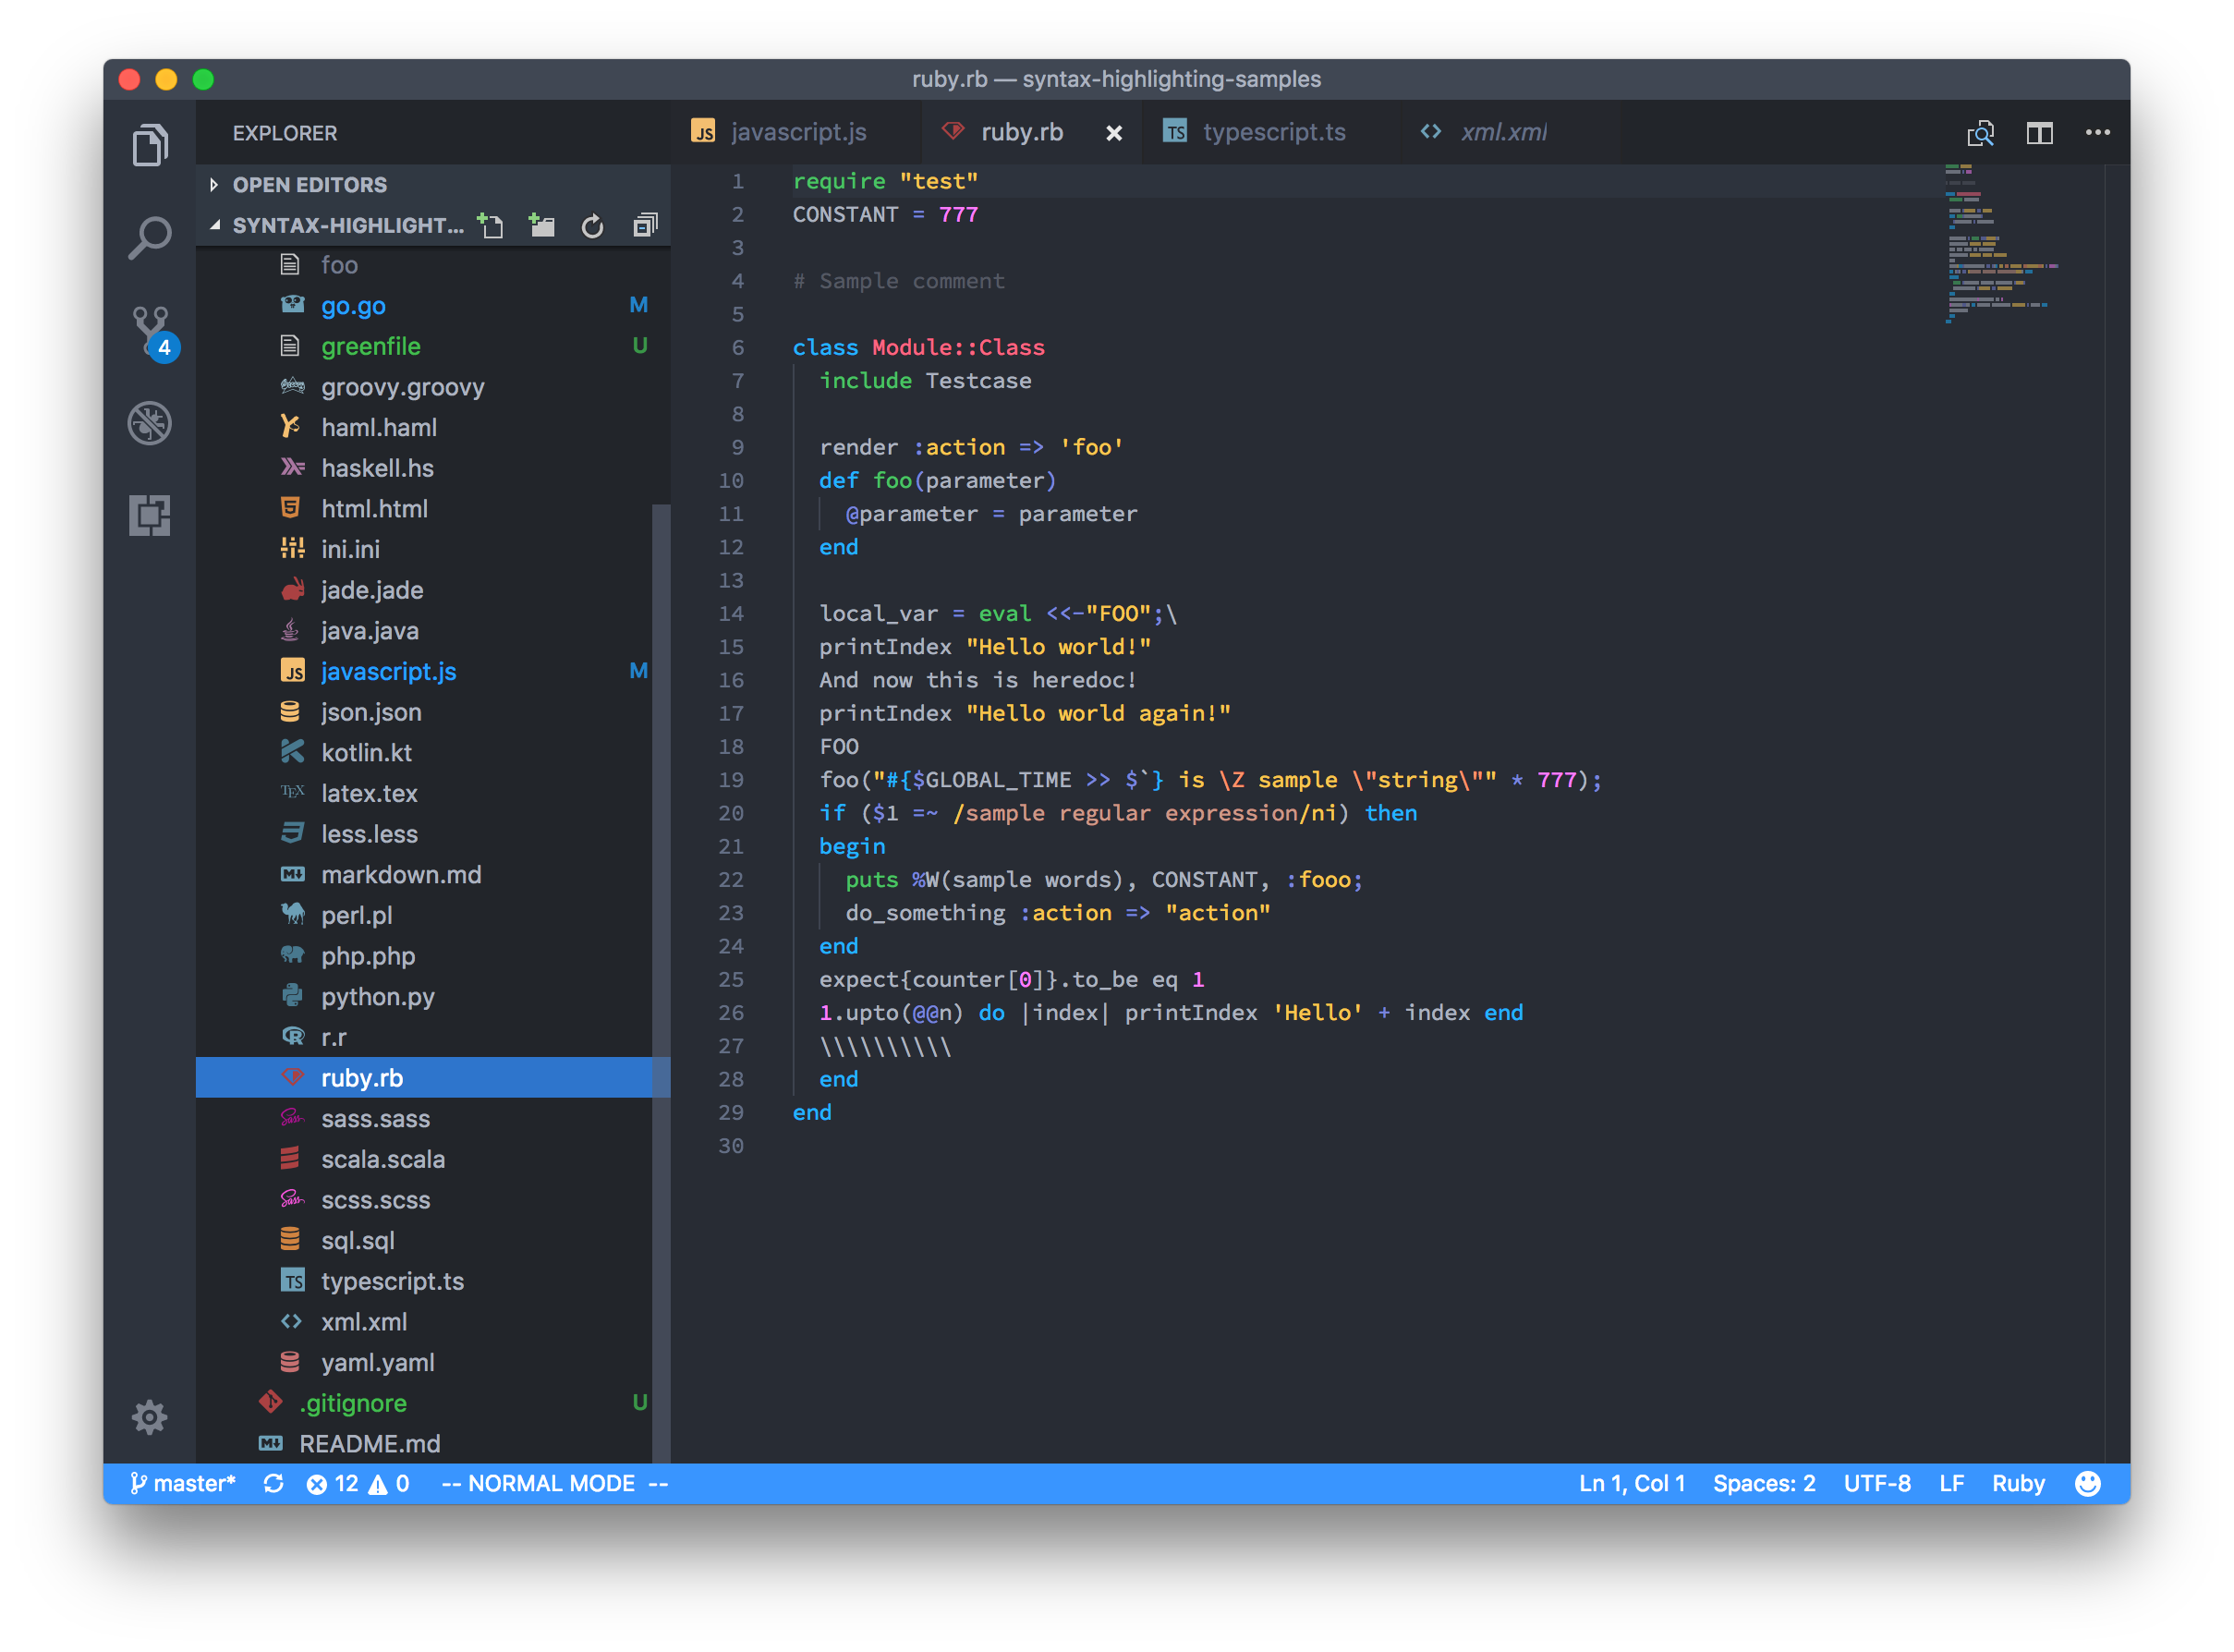 ruby.rb — syntax-highlighting-samples
EXPLORER
OPEN EDITORS
SYNTAX-HIGHLIGHT...
4
foo
go.go M
greenfile U
groovy.groovy
haml.haml
haskell.hs
html.html
ini.ini
jade.jade
java.java
JS javascript.js M
json.json
kotlin.kt
TEX latex.tex
less.less
markdown.md
perl.pl
php.php
python.py
r.r
ruby.rb
sass.sass
scala.scala
scss.scss
sql.sql
TS typescript.ts
xml.xml
yaml.yaml
.gitignore U
README.md
JS javascript.js ruby.rb TS typescript.ts xml.xml
1 require "test"
2 CONSTANT = 777
3
4 # Sample comment
5
6 class Module::Class
7   include Testcase
8
9   render :action => 'foo'
10   def foo(parameter)
11     @parameter = parameter
12   end
13
14   local_var = eval <<-"FOO";\
15   printIndex "Hello world!"
16   And now this is heredoc!
17   printIndex "Hello world again!"
18   FOO
19   foo("#{$GLOBAL_TIME >> $`} is \Z sample \"string\"" * 777);
20   if ($1 =~ /sample regular expression/ni) then
21   begin
22     puts %W(sample words), CONSTANT, :fooo;
23     do_something :action => "action"
24   end
25   expect{counter[0]}.to_be eq 1
26   1.upto(@@n) do |index| printIndex 'Hello' + index end
27   \\\\\\\\\\
28   end
29 end
30
master* 12 0 -- NORMAL MODE -- Ln 1, Col 1 Spaces: 2 UTF-8 LF Ruby